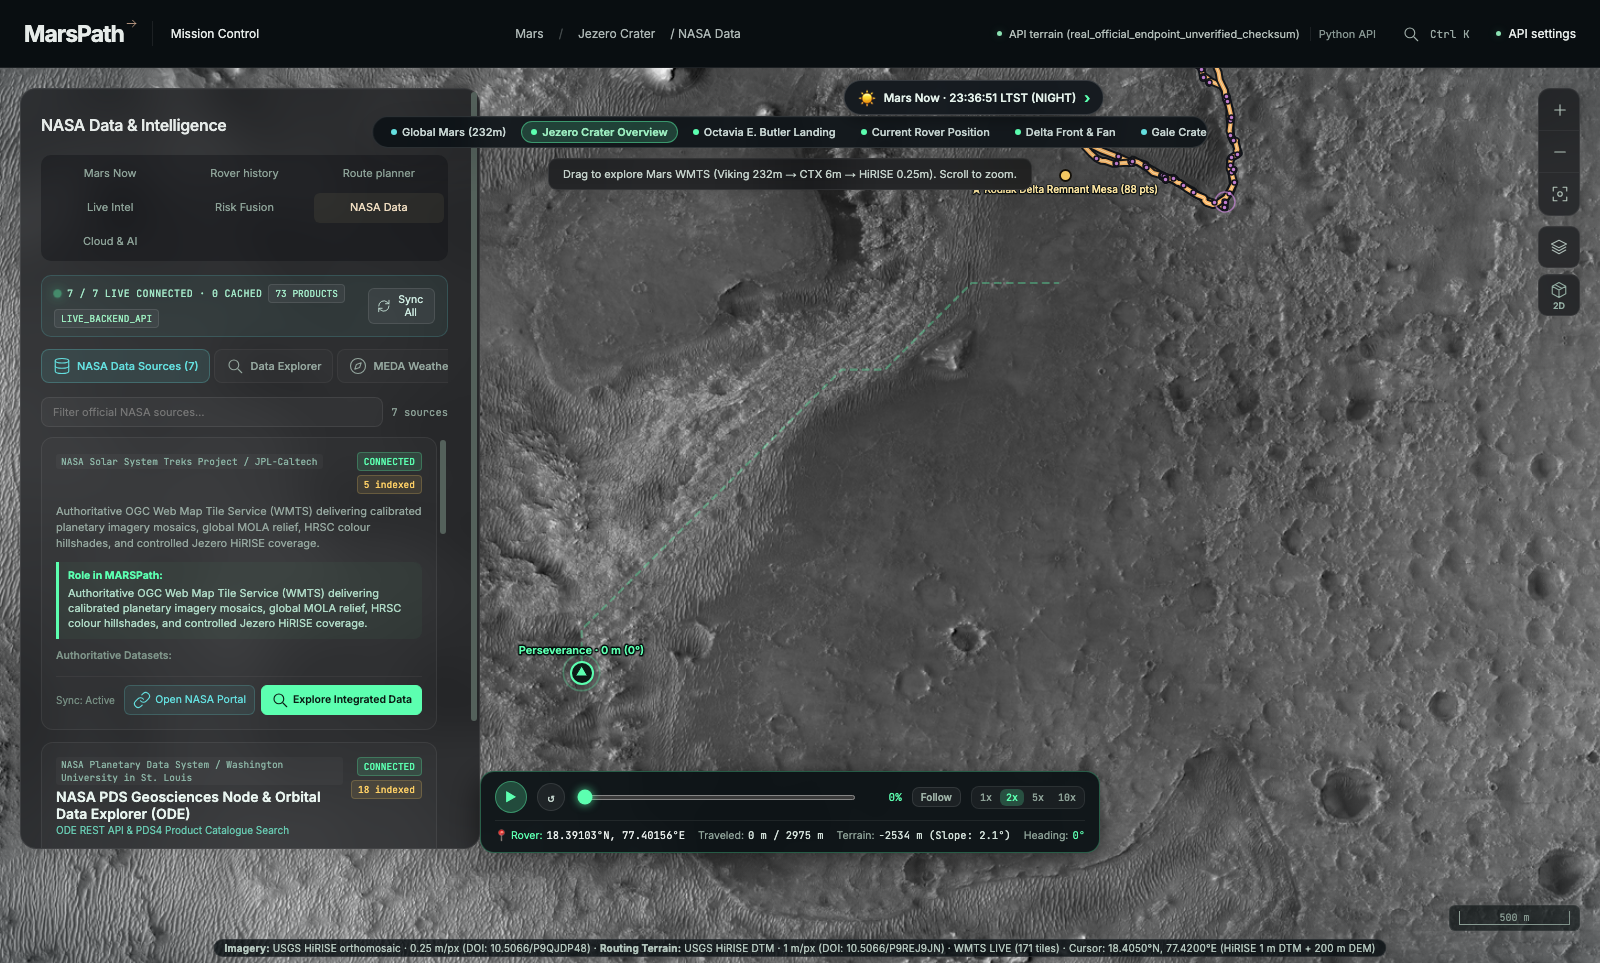 MarsPath
Mission Control
Mars / Jezero Crater / NASA Data
API terrain (real_official_endpoint_unverified_checksum)
Python API
Ctrl K
API settings
NASA Data & Intelligence
Mars Now
Rover history
Route planner
Live Intel
Risk Fusion
NASA Data
Cloud & AI
7 / 7 LIVE CONNECTED · 0 CACHED
73 PRODUCTS
LIVE_BACKEND_API
Sync
All
NASA Data Sources (7)
Data Explorer
MEDA Weathe
Filter official NASA sources...
7 sources
NASA Solar System Treks Project / JPL-Caltech
CONNECTED
5 indexed
Authoritative OGC Web Map Tile Service (WMTS) delivering calibrated
planetary imagery mosaics, global MOLA relief, HRSC colour
hillshades, and controlled Jezero HiRISE coverage.
Role in MARSPath:
Authoritative OGC Web Map Tile Service (WMTS) delivering
calibrated planetary imagery mosaics, global MOLA relief, HRSC
colour hillshades, and controlled Jezero HiRISE coverage.
Authoritative Datasets:
Sync: Active
Open NASA Portal
Explore Integrated Data
NASA Planetary Data System / Washington
University in St. Louis
CONNECTED
18 indexed
NASA PDS Geosciences Node & Orbital
Data Explorer (ODE)
ODE REST API & PDS4 Product Catalogue Search
Mars Now · 23:36:51 LTST (NIGHT) ›
Global Mars (232m)
Jezero Crater Overview
Octavia E. Butler Landing
Current Rover Position
Delta Front & Fan
Gale Crate
Drag to explore Mars WMTS (Viking 232m → CTX 6m → HiRISE 0.25m). Scroll to zoom.
Kodiak Delta Remnant Mesa (88 pts)
2D
Perseverance · 0 m (0°)
0%
Follow
1x
2x
5x
10x
Rover: 18.39103°N, 77.40156°E
Traveled: 0 m / 2975 m
Terrain: -2534 m (Slope: 2.1°)
Heading: 0°
500 m
Imagery: USGS HiRISE orthomosaic · 0.25 m/px (DOI: 10.5066/P9QJDP48) · Routing Terrain: USGS HiRISE DTM · 1 m/px (DOI: 10.5066/P9REJ9JN) · WMTS LIVE (171 tiles) · Cursor: 18.4050°N, 77.4200°E (HiRISE 1 m DTM + 200 m DEM)